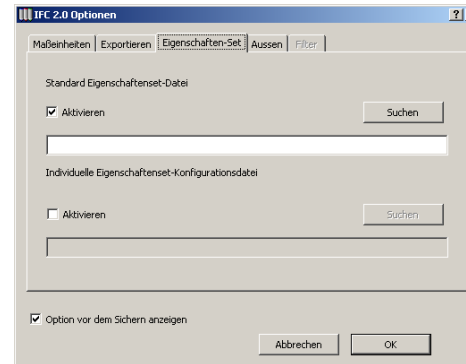 IFC 2.0 Optionen ?
Maßeinheiten Exportieren Eigenschaften-Set Aussen Filter
Standard Eigenschaftenset-Datei
Aktivieren Suchen
Individuelle Eigenschaftenset-Konfigurationsdatei
Aktivieren Suchen
Option vor dem Sichern anzeigen
Abbrechen OK